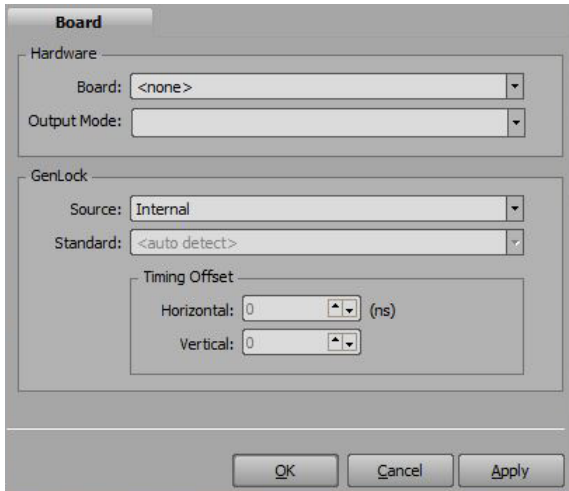 Board
Hardware
Board: <none>
Output Mode:
GenLock
Source: Internal
Standard: <auto detect>
Timing Offset
Horizontal: 0 (ns)
Vertical: 0
OK Cancel Apply